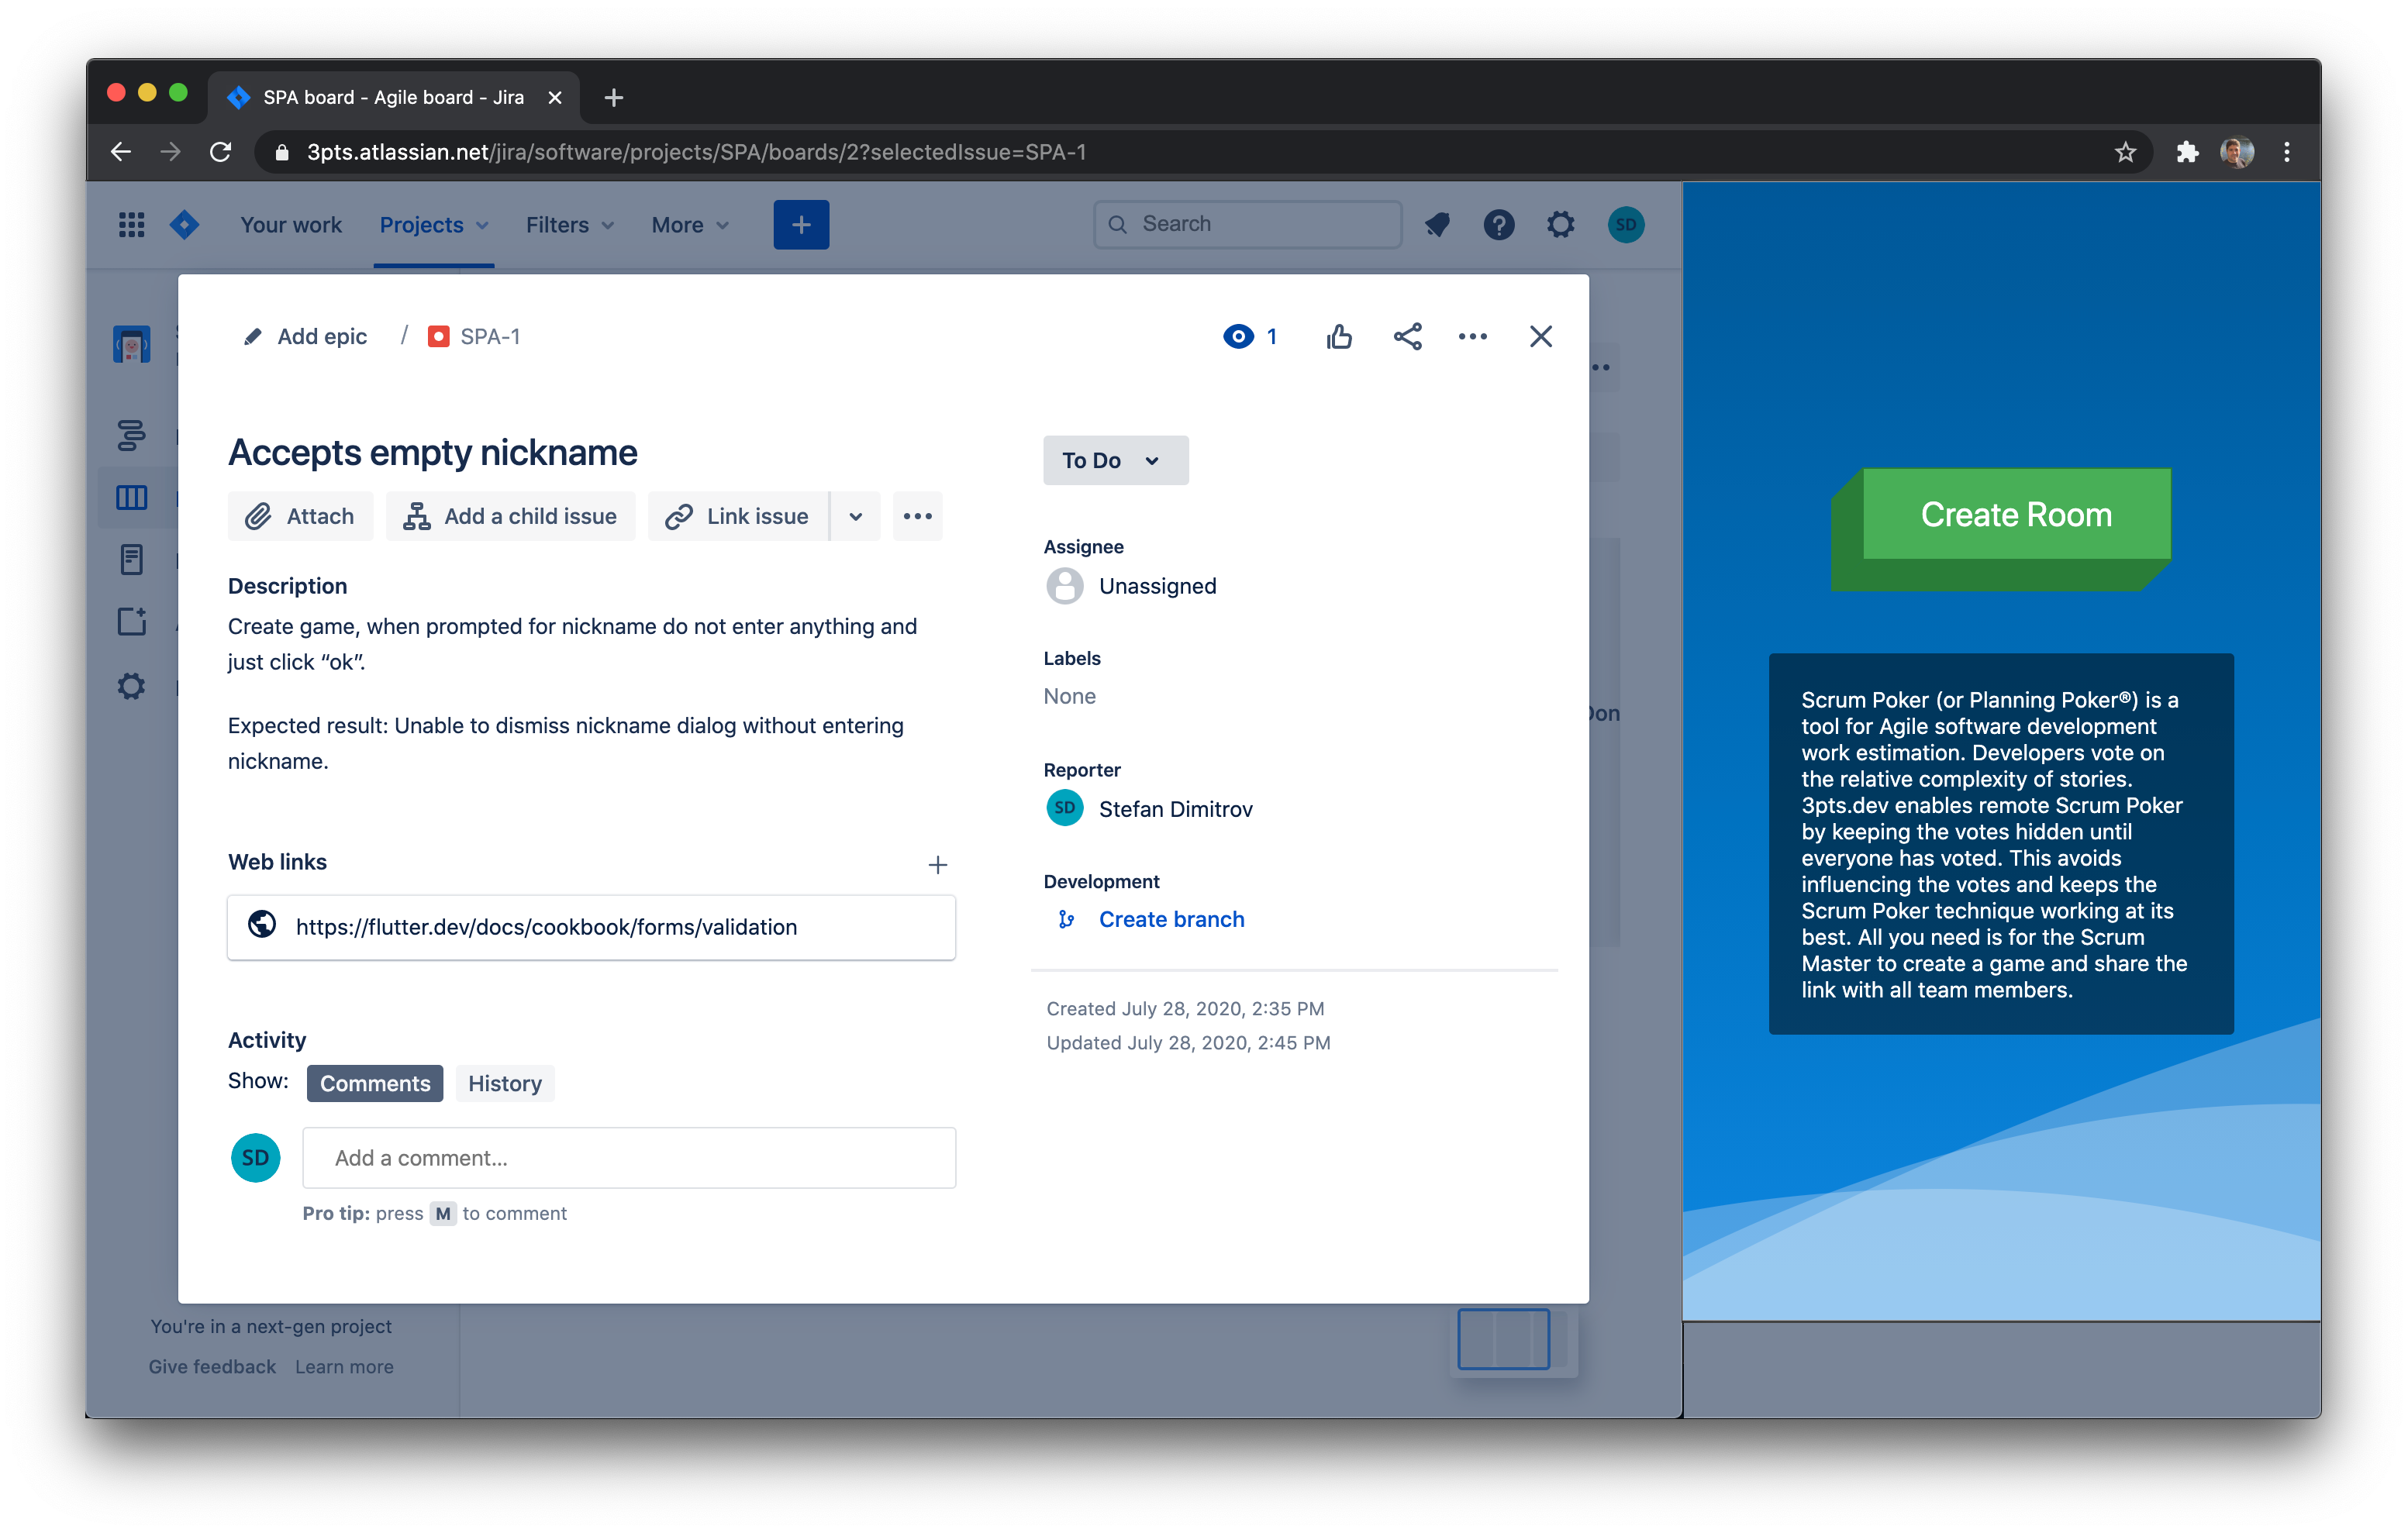 SPA board - Agile board - Jira
3pts.atlassian.net/jira/software/projects/SPA/boards/2?selectedIssue=SPA-1
Your work Projects Filters More
Search
SD
Add epic / SPA-1
1
Accepts empty nickname
Attach
Add a child issue
Link issue
Description
Create game, when prompted for nickname do not enter anything and
just click “ok”.
Expected result: Unable to dismiss nickname dialog without entering
nickname.
Web links
https://flutter.dev/docs/cookbook/forms/validation
Activity
Show: Comments History
SD
Add a comment...
Pro tip: press M to comment
To Do
Assignee
Unassigned
Labels
None
Reporter
SD Stefan Dimitrov
Development
Create branch
Created July 28, 2020, 2:35 PM
Updated July 28, 2020, 2:45 PM
You're in a next-gen project
Give feedback Learn more
Create Room
Scrum Poker (or Planning Poker®) is a
tool for Agile software development
work estimation. Developers vote on
the relative complexity of stories.
3pts.dev enables remote Scrum Poker
by keeping the votes hidden until
everyone has voted. This avoids
influencing the votes and keeps the
Scrum Poker technique working at its
best. All you need is for the Scrum
Master to create a game and share the
link with all team members.